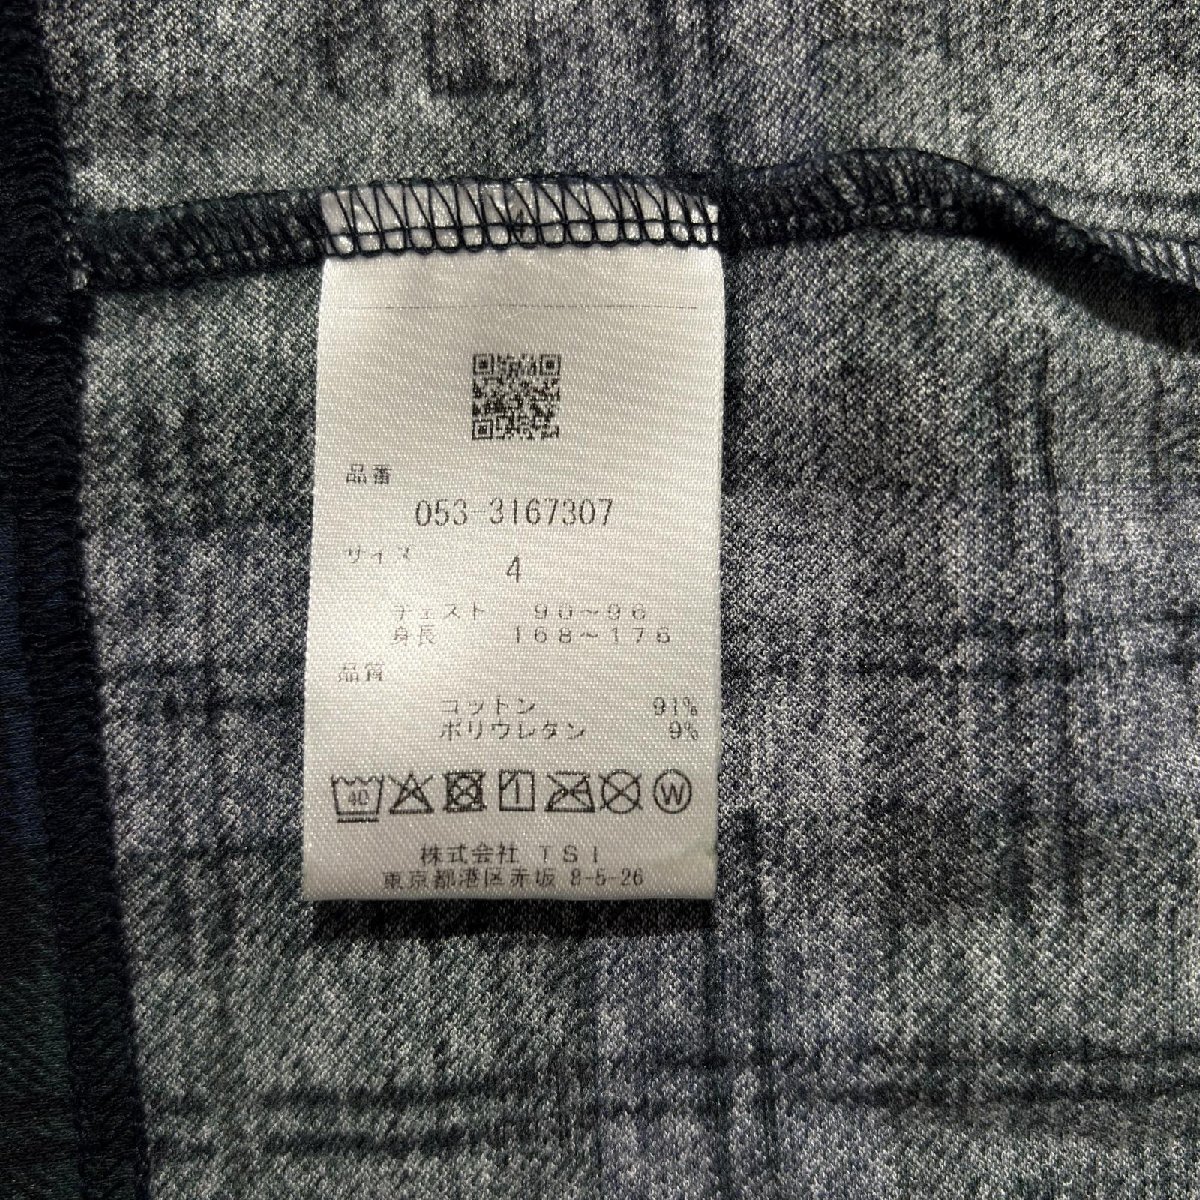 品番
053-3167307
サイズ
4
チェスト 90〜96
身長 168〜176
品質
コットン 91%
ポリウレタン 9%
40
W
株式会社 TSI
東京都港区赤坂 8-5-26